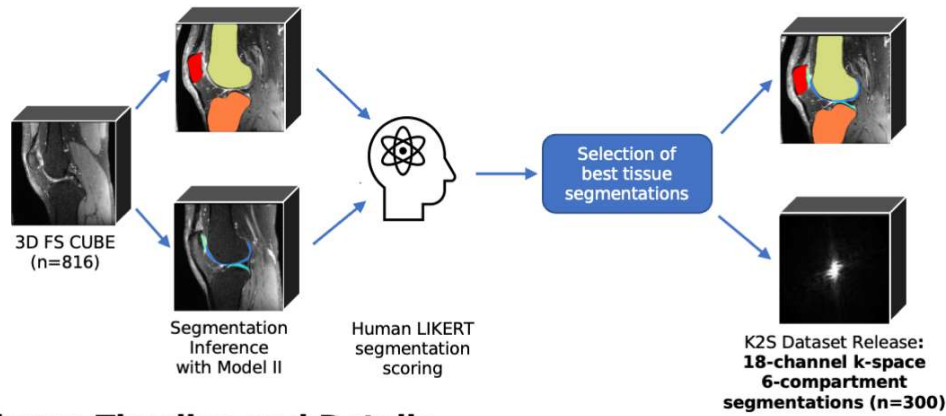 3D FS CUBE
(n=816)
Segmentation
Inference
with Model II
Human LIKERT
segmentation
scoring
Selection of
best tissue
segmentations
K2S Dataset Release:
18-channel k-space
6-compartment
segmentations (n=300)